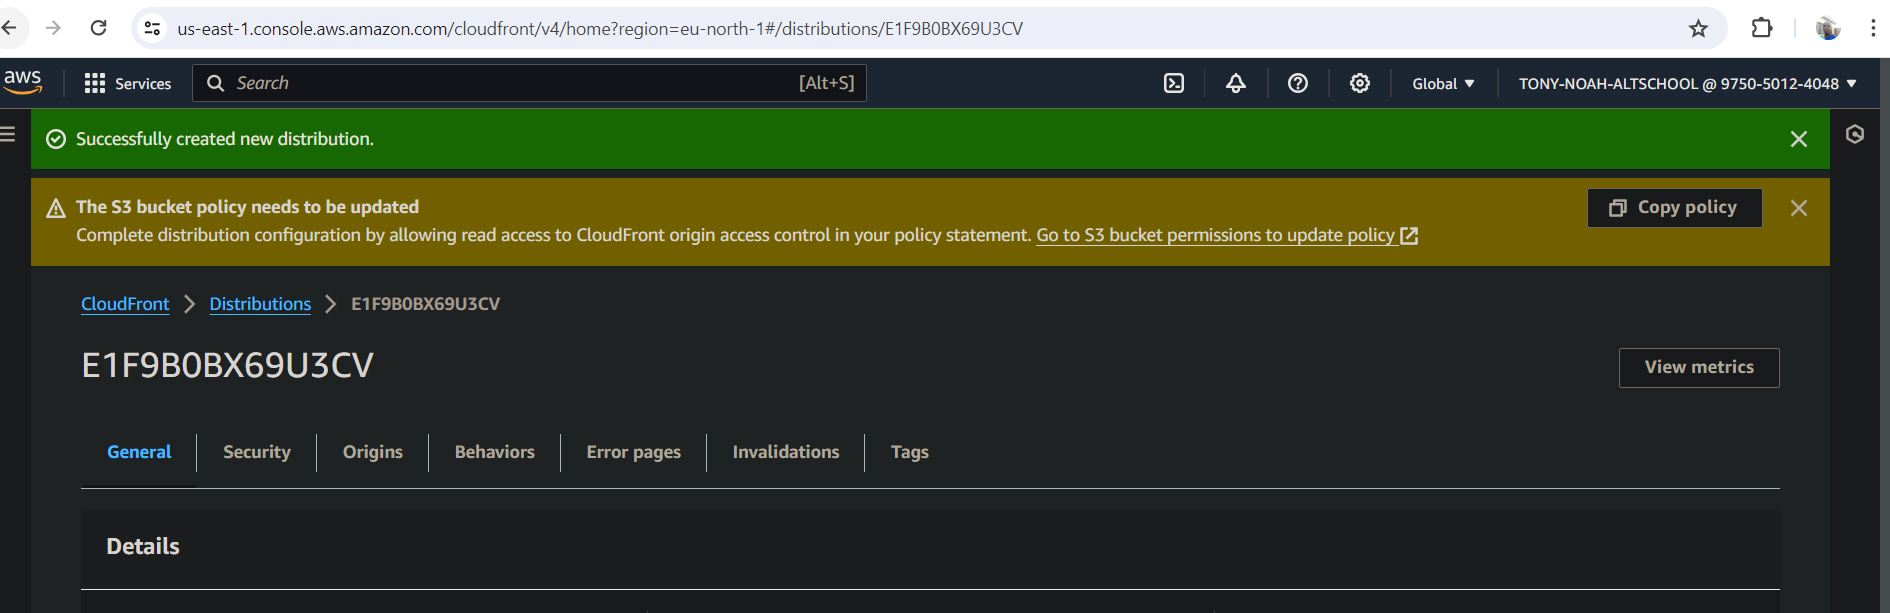 us-east-1.console.aws.amazon.com/cloudfront/v4/home?region=eu-north-1#/distributions/E1F9B0BX69U3CV
aws Services Search [Alt+S] Global TONY-NOAH-ALTSCHOOL @ 9750-5012-4048
Successfully created new distribution.
The S3 bucket policy needs to be updated Copy policy
Complete distribution configuration by allowing read access to CloudFront origin access control in your policy statement. Go to S3 bucket permissions to update policy
CloudFront Distributions E1F9B0BX69U3CV
E1F9B0BX69U3CV View metrics
General Security Origins Behaviors Error pages Invalidations Tags
Details